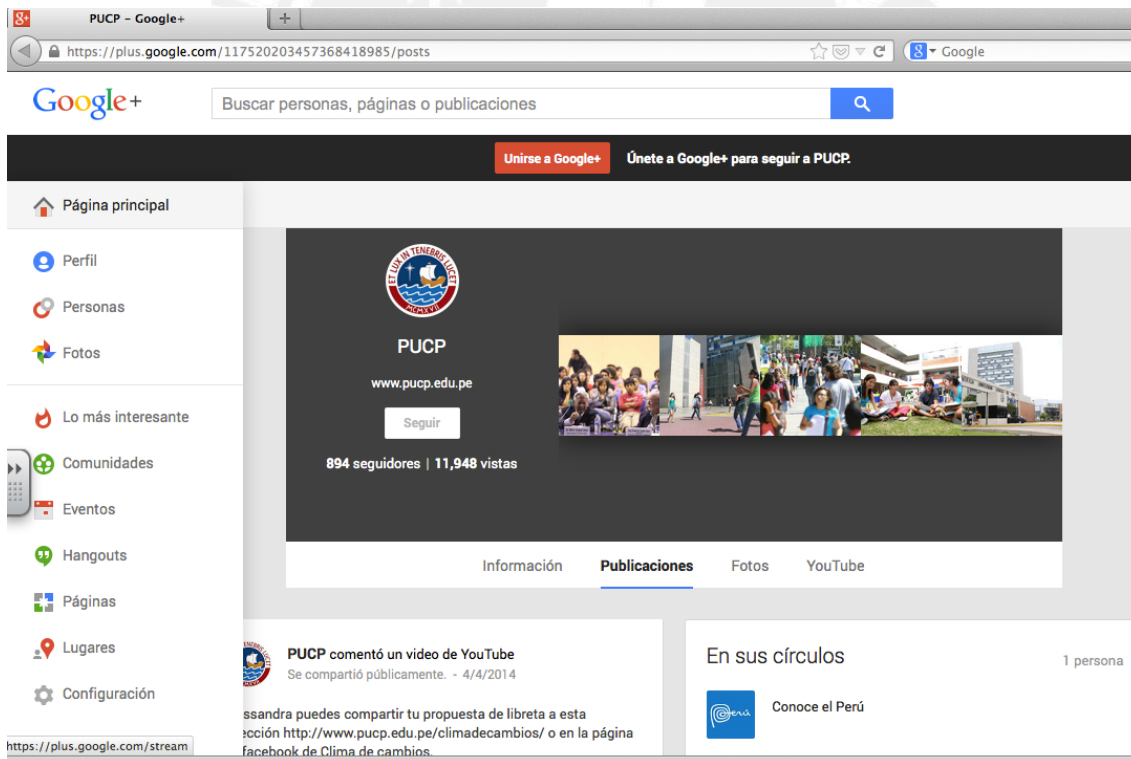 PUCP – Google+
https://plus.google.com/117520203457368418985/posts
Google
Google+
Buscar personas, páginas o publicaciones
Unirse a Google+
Únete a Google+ para seguir a PUCP.
Página principal
Perfil
Personas
Fotos
Lo más interesante
Comunidades
Eventos
Hangouts
Páginas
Lugares
Configuración
https://plus.google.com/stream
ET LUX IN TENEBRIS LUCET
MCMXVII
PUCP
www.pucp.edu.pe
Seguir
894 seguidores | 11,948 vistas
Información Publicaciones Fotos YouTube
PUCP comentó un video de YouTube
Se compartió públicamente. - 4/4/2014
ssandra puedes compartir tu propuesta de libreta a esta
ección http://www.pucp.edu.pe/climadecambios/ o en la página
facebook de Clima de cambios.
En sus círculos
1 persona
Perú
Conoce el Perú